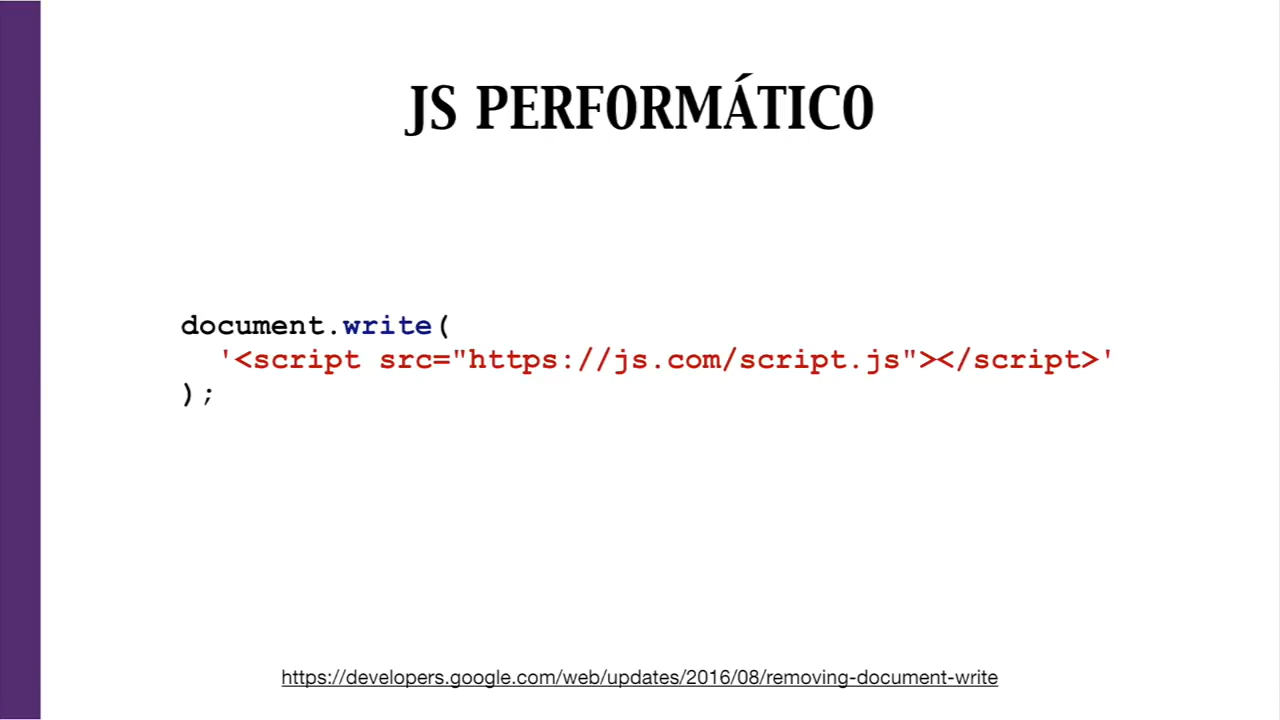 JS PERFORMÁTICO
document.write(
'<script src="https://js.com/script.js"></script>'
);
https://developers.google.com/web/updates/2016/08/removing-document-write